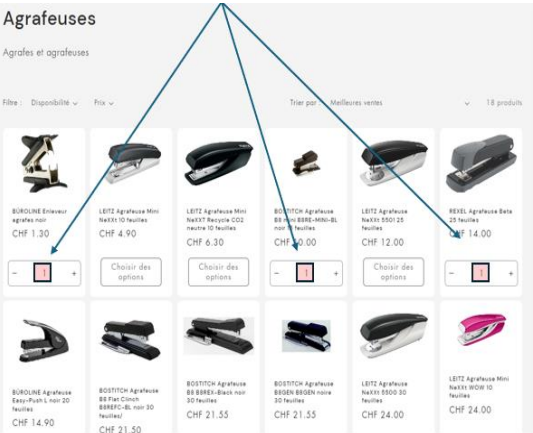 Agrafeuses
Agrafes et agrafeuses
Filtre : Disponibilité Prix Trier par : Meilleures ventes 18 produits
BÜROLINE Enleveur
agrafes noir
CHF 1.30
- 1 +
LEITZ Agrafeuse Mini
NeXXt 10 feuilles
CHF 4.90
Choisir des
options
LEITZ Agrafeuse Mini
NeXXT Recycle CO2
neutre 10 feuilles
CHF 6.30
Choisir des
options
BOSTITCH Agrafeuse
B8 mini B8RE-MINI-BL
noir feuilles
CHF 10.00
- 1 +
LEITZ Agrafeuse
NeXXt 5501 25
feuilles
CHF 12.00
Choisir des
options
REXEL Agrafeuse Beta
25 feuilles
CHF 14.00
- 1 +
BÜROLINE Agrafeuse
Easy-Push L noir 20
feuilles
CHF 14.90
BOSTITCH Agrafeuse
B8 Flat Clinch
B8REFC-BL noir 30
feuilles/
CHF 21.50
BOSTITCH Agrafeuse
B8 B8REX-Black noir
30 feuilles
CHF 21.55
BOSTITCH Agrafeuse
B8GEN B8GEN noire
30 feuilles
CHF 21.55
LEITZ Agrafeuse
NeXXt 5500 30
feuilles
CHF 24.00
LEITZ Agrafeuse Mini
NeXXt WOW 10
feuilles
CHF 24.00